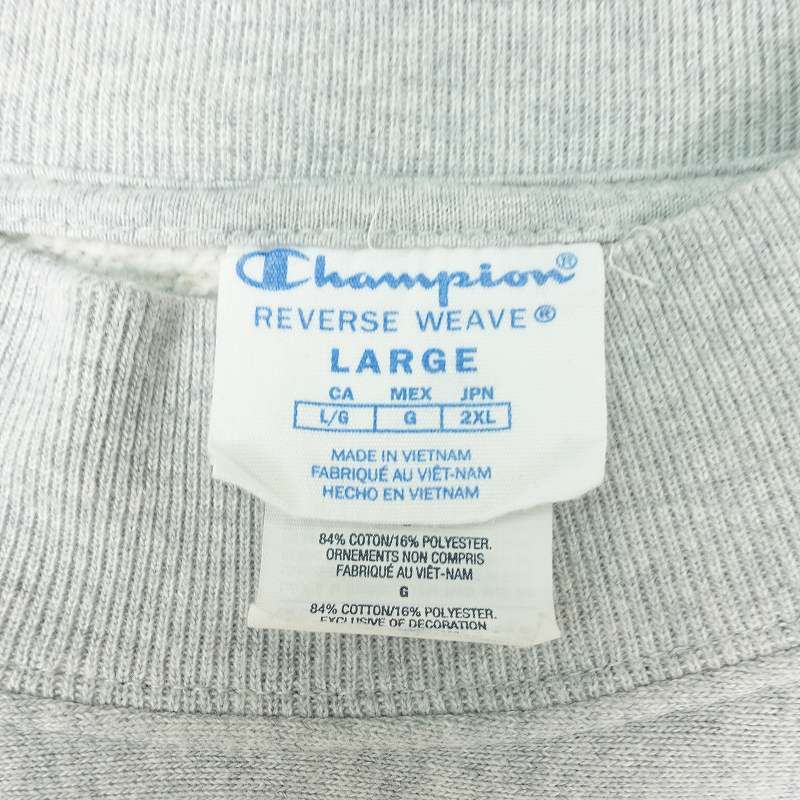 Champion®
REVERSE WEAVE®
LARGE
CA MEX JPN
L/G G 2XL
MADE IN VIETNAM
FABRIQUÉ AU VIÊT-NAM
HECHO EN VIETNAM
84% COTON/16% POLYESTER.
ORNEMENTS NON COMPRIS
FABRIQUÉ AU VIÊT-NAM
G
84% COTTON/16% POLYESTER.
EXCLUSIVE OF DECORATION